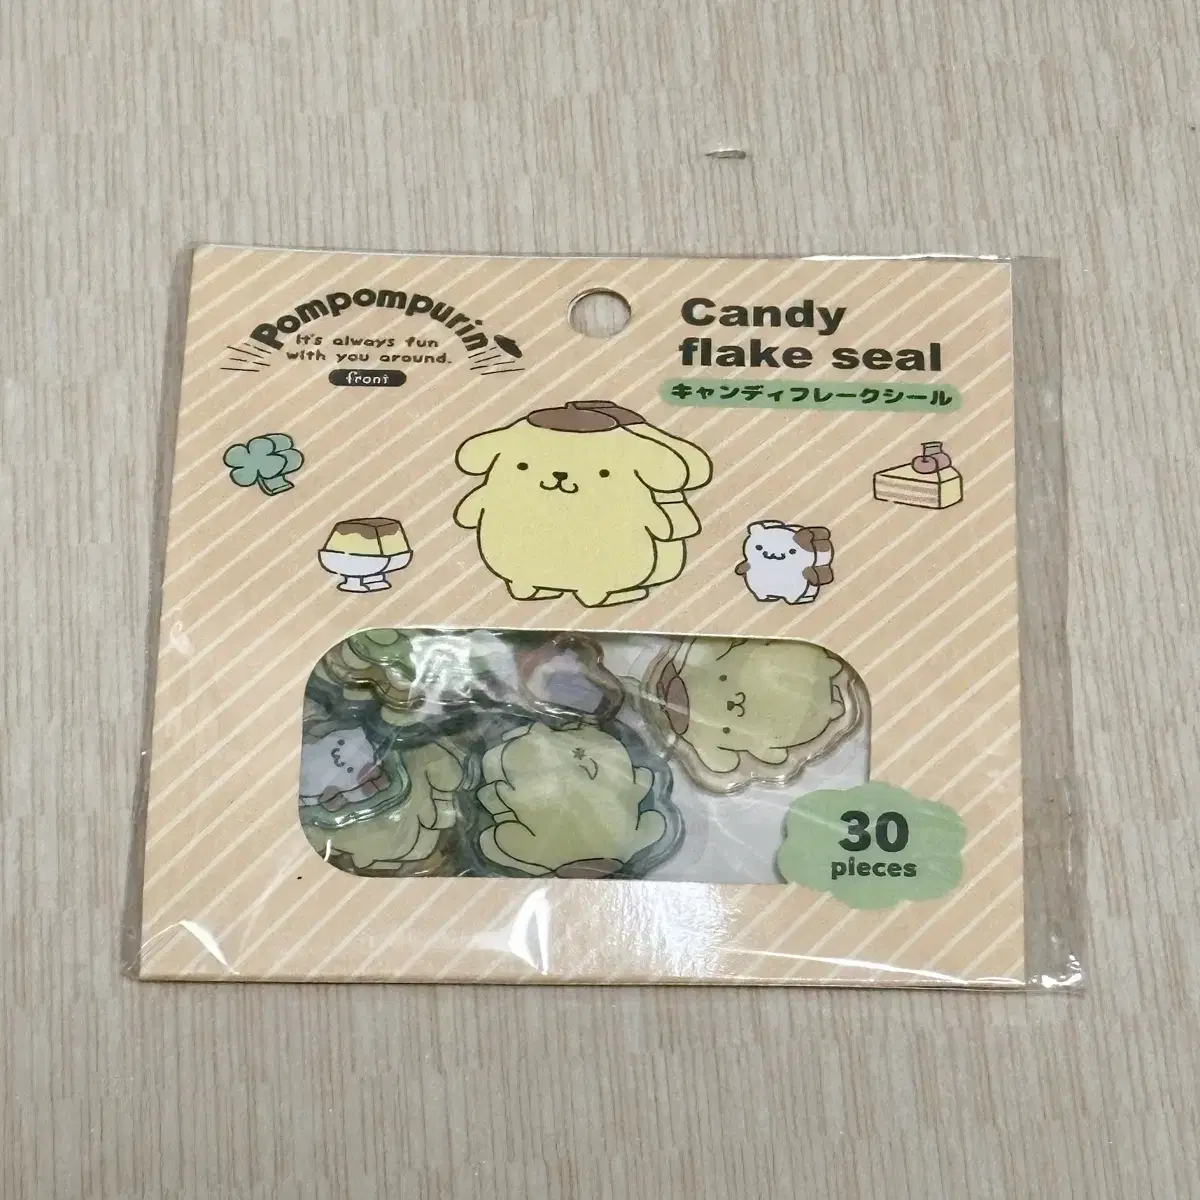 Pompompurin
It's always fun
with you around.
front
Candy
flake seal
キャンディフレークシール
30
pieces